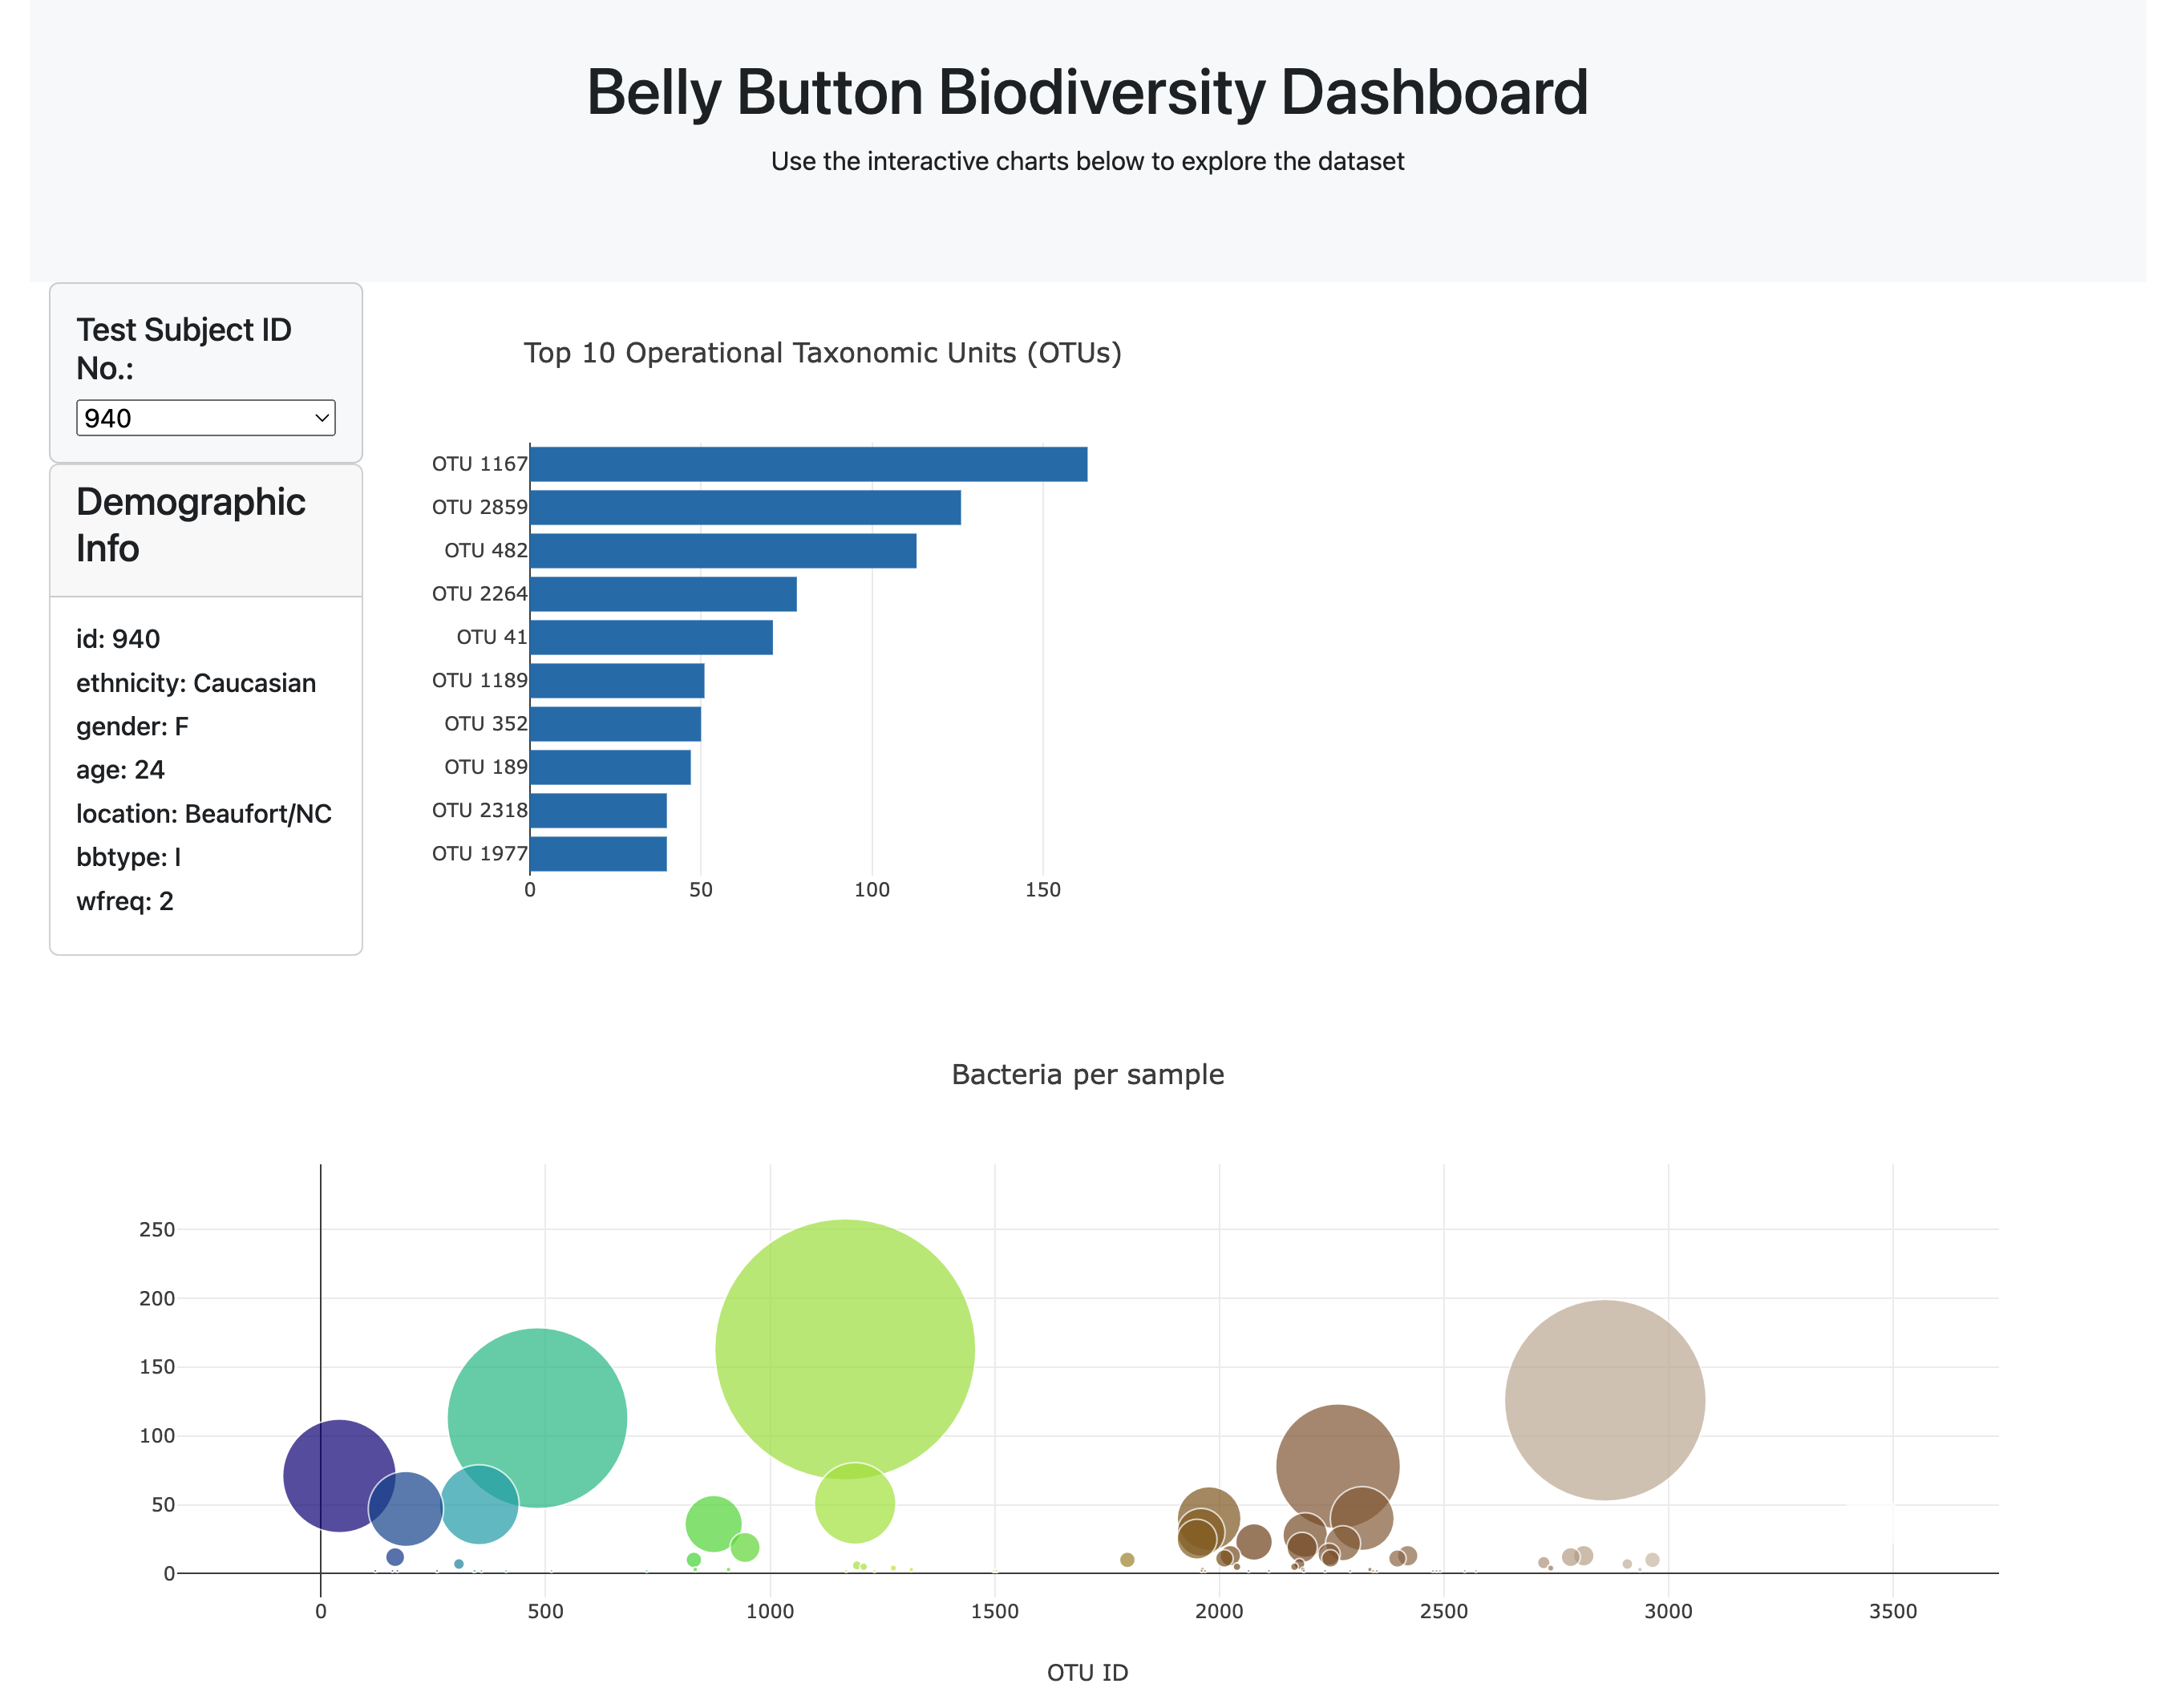 Belly Button Biodiversity Dashboard
Use the interactive charts below to explore the dataset
Test Subject ID
No.:
940
Demographic
Info
id: 940
ethnicity: Caucasian
gender: F
age: 24
location: Beaufort/NC
bbtype: I
wfreq: 2
Top 10 Operational Taxonomic Units (OTUs)
OTU 1167
OTU 2859
OTU 482
OTU 2264
OTU 41
OTU 1189
OTU 352
OTU 189
OTU 2318
OTU 1977
0 50 100 150
Bacteria per sample
250
200
150
100
50
0
0 500 1000 1500 2000 2500 3000 3500
OTU ID